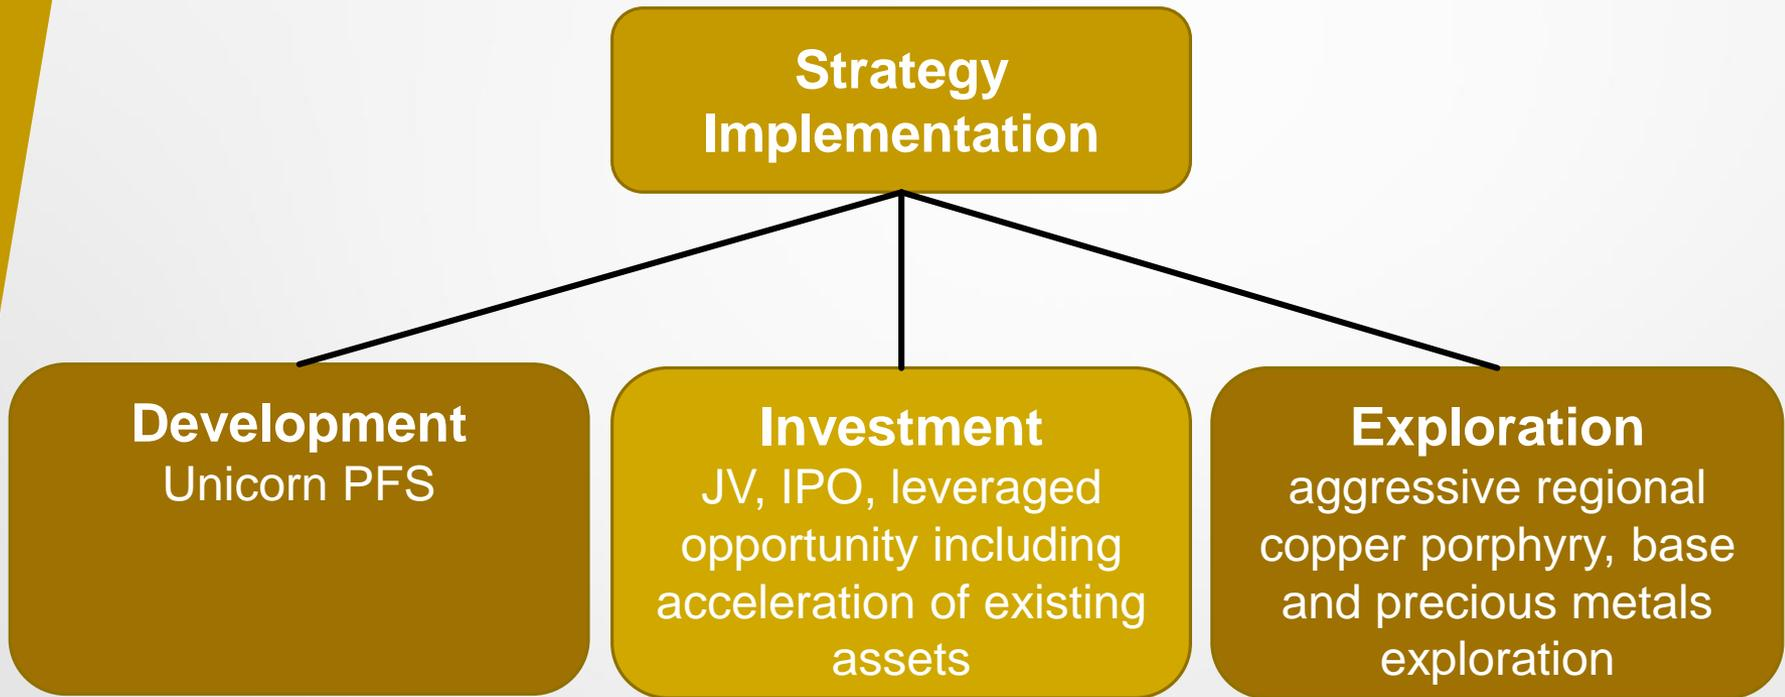 Strategy
Implementation
Development
Unicorn PFS
Investment
JV, IPO, leveraged
opportunity including
acceleration of existing
assets
Exploration
aggressive regional
copper porphyry, base
and precious metals
exploration